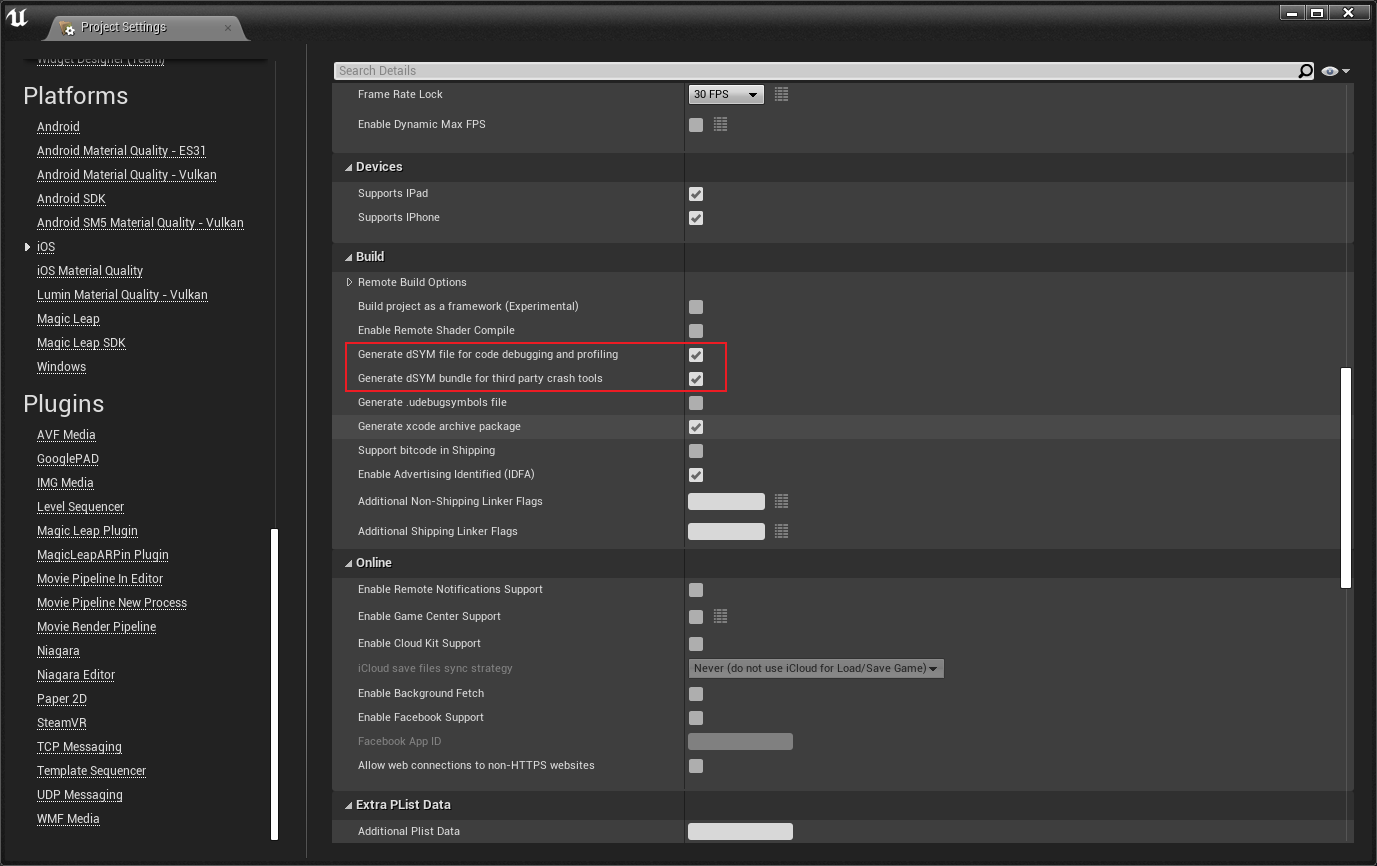 Project Settings
Widget Designer (Team)
Platforms
Android
Android Material Quality - ES31
Android Material Quality - Vulkan
Android SDK
Android SM5 Material Quality - Vulkan
iOS
iOS Material Quality
Lumin Material Quality - Vulkan
Magic Leap
Magic Leap SDK
Windows
Plugins
AVF Media
GooglePAD
IMG Media
Level Sequencer
Magic Leap Plugin
MagicLeapARPin Plugin
Movie Pipeline In Editor
Movie Pipeline New Process
Movie Render Pipeline
Niagara
Niagara Editor
Paper 2D
SteamVR
TCP Messaging
Template Sequencer
UDP Messaging
WMF Media
Search Details
Frame Rate Lock 30 FPS
Enable Dynamic Max FPS
Devices
Supports IPad
Supports IPhone
Build
Remote Build Options
Build project as a framework (Experimental)
Enable Remote Shader Compile
Generate dSYM file for code debugging and profiling
Generate dSYM bundle for third party crash tools
Generate .udebugsymbols file
Generate xcode archive package
Support bitcode in Shipping
Enable Advertising Identified (IDFA)
Additional Non-Shipping Linker Flags
Additional Shipping Linker Flags
Online
Enable Remote Notifications Support
Enable Game Center Support
Enable Cloud Kit Support
iCloud save files sync strategy Never (do not use iCloud for Load/Save Game)
Enable Background Fetch
Enable Facebook Support
Facebook App ID
Allow web connections to non-HTTPS websites
Extra PList Data
Additional Plist Data